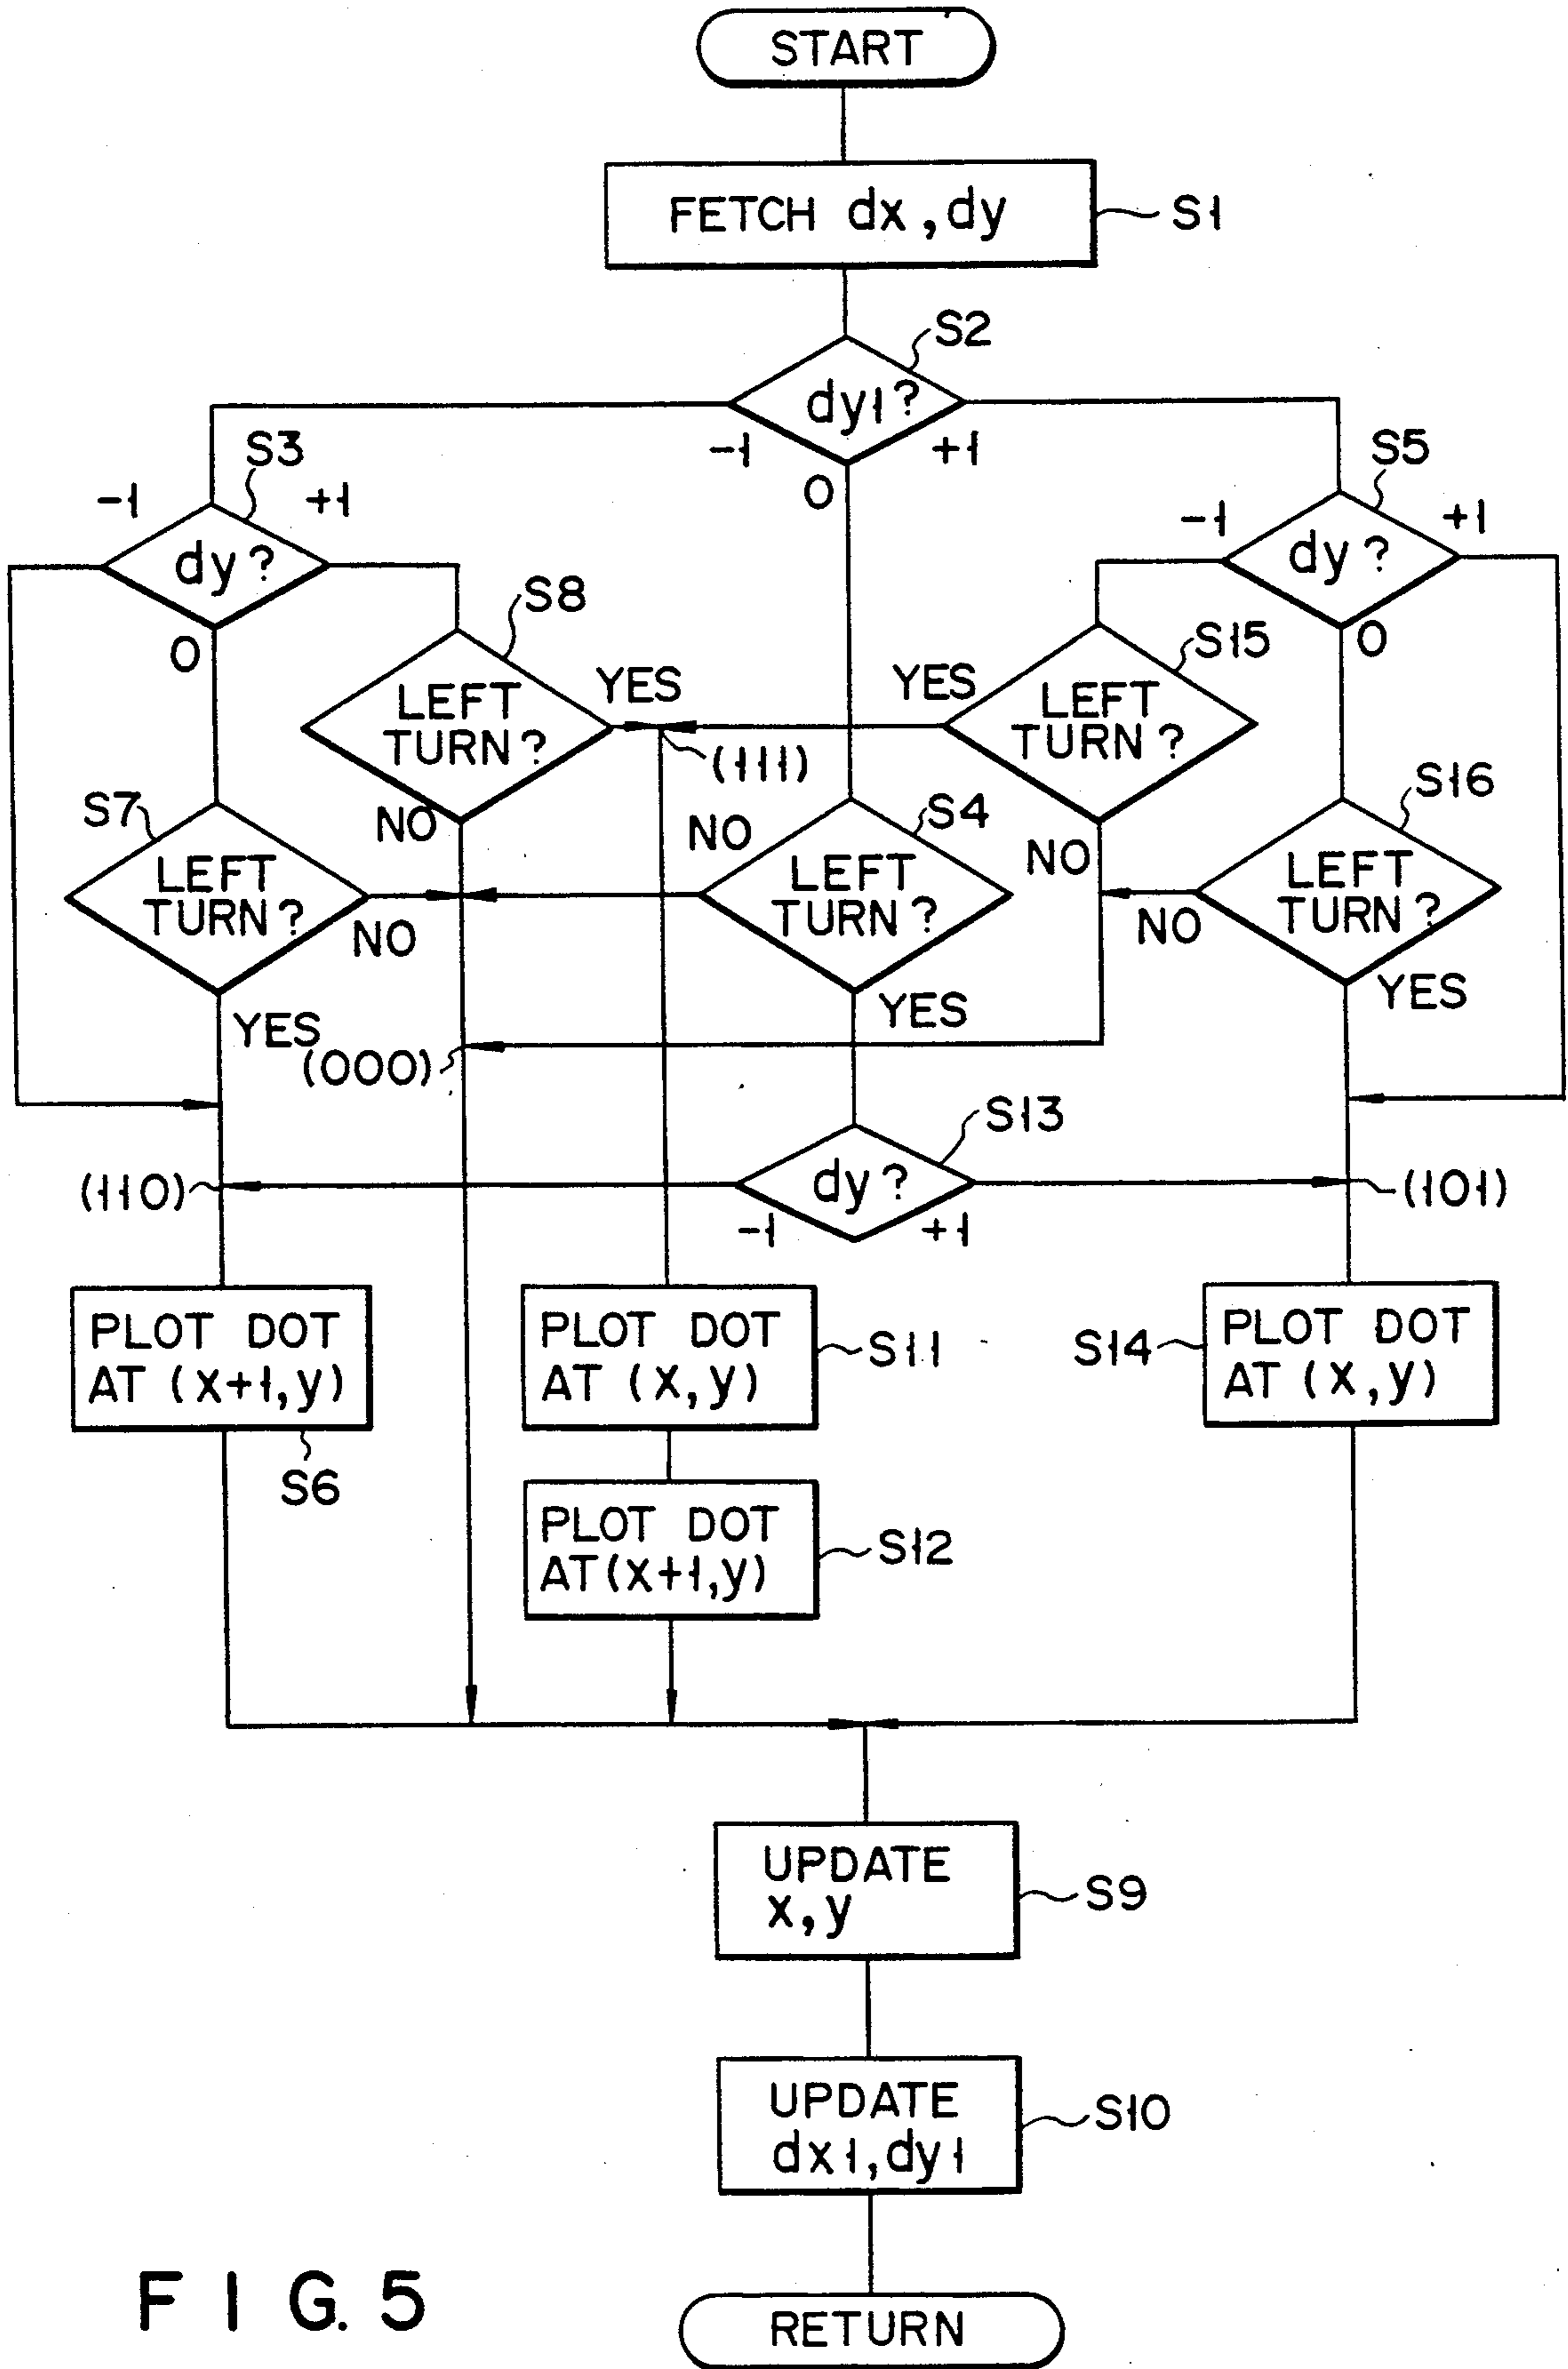 START
FETCH dx, dy
S1
S2
dy1?
-1
+1
0
S3
-1
+1
dy?
0
S5
-1
+1
dy?
0
S8
LEFT
TURN?
YES
NO
S15
YES
LEFT
TURN?
NO
(111)
S7
LEFT
TURN?
NO
YES
S4
NO
LEFT
TURN?
YES
S16
LEFT
TURN?
NO
YES
(000)
S13
dy?
-1
+1
(110)
(101)
PLOT DOT
AT (x+1,y)
S6
PLOT DOT
AT (x,y)
S11
S14
PLOT DOT
AT (x,y)
PLOT DOT
AT(x+1,y)
S12
UPDATE
x,y
S9
UPDATE
dx1,dy1
S10
RETURN
FIG. 5